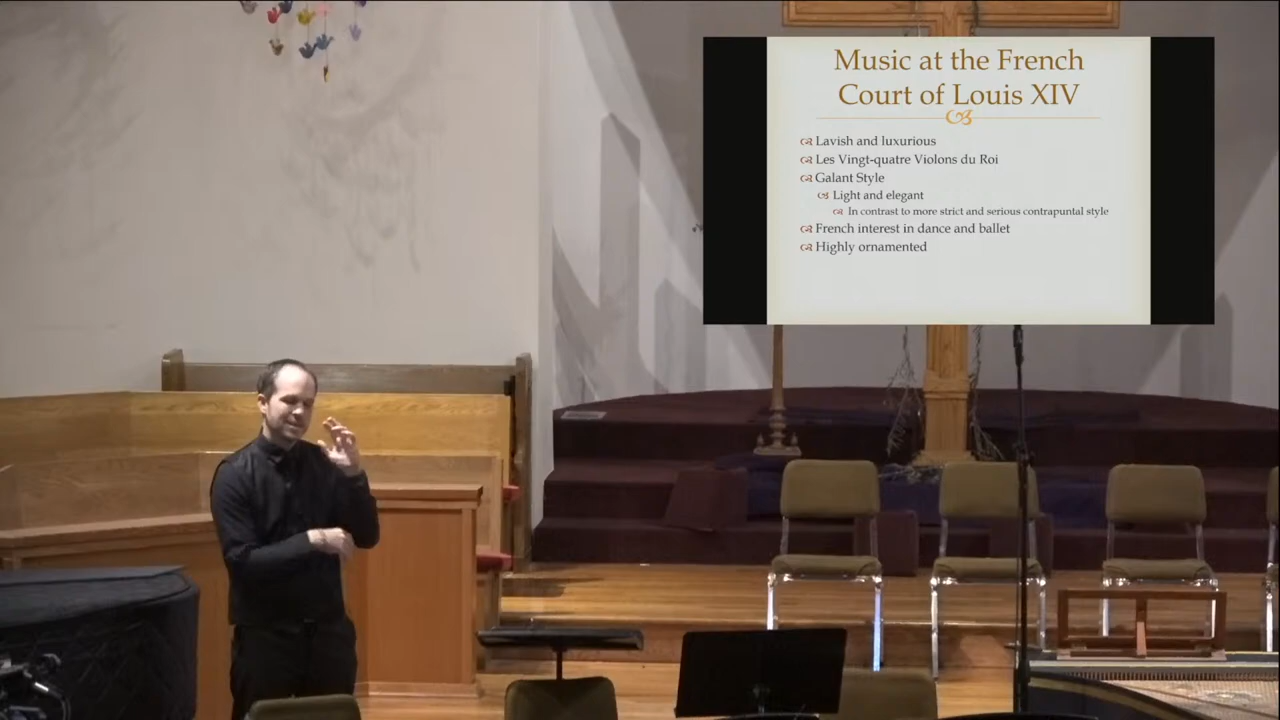 Music at the French
Court of Louis XIV
Lavish and luxurious
Les Vingt-quatre Violons du Roi
Galant Style
Light and elegant
In contrast to more strict and serious contrapuntal style
French interest in dance and ballet
Highly ornamented